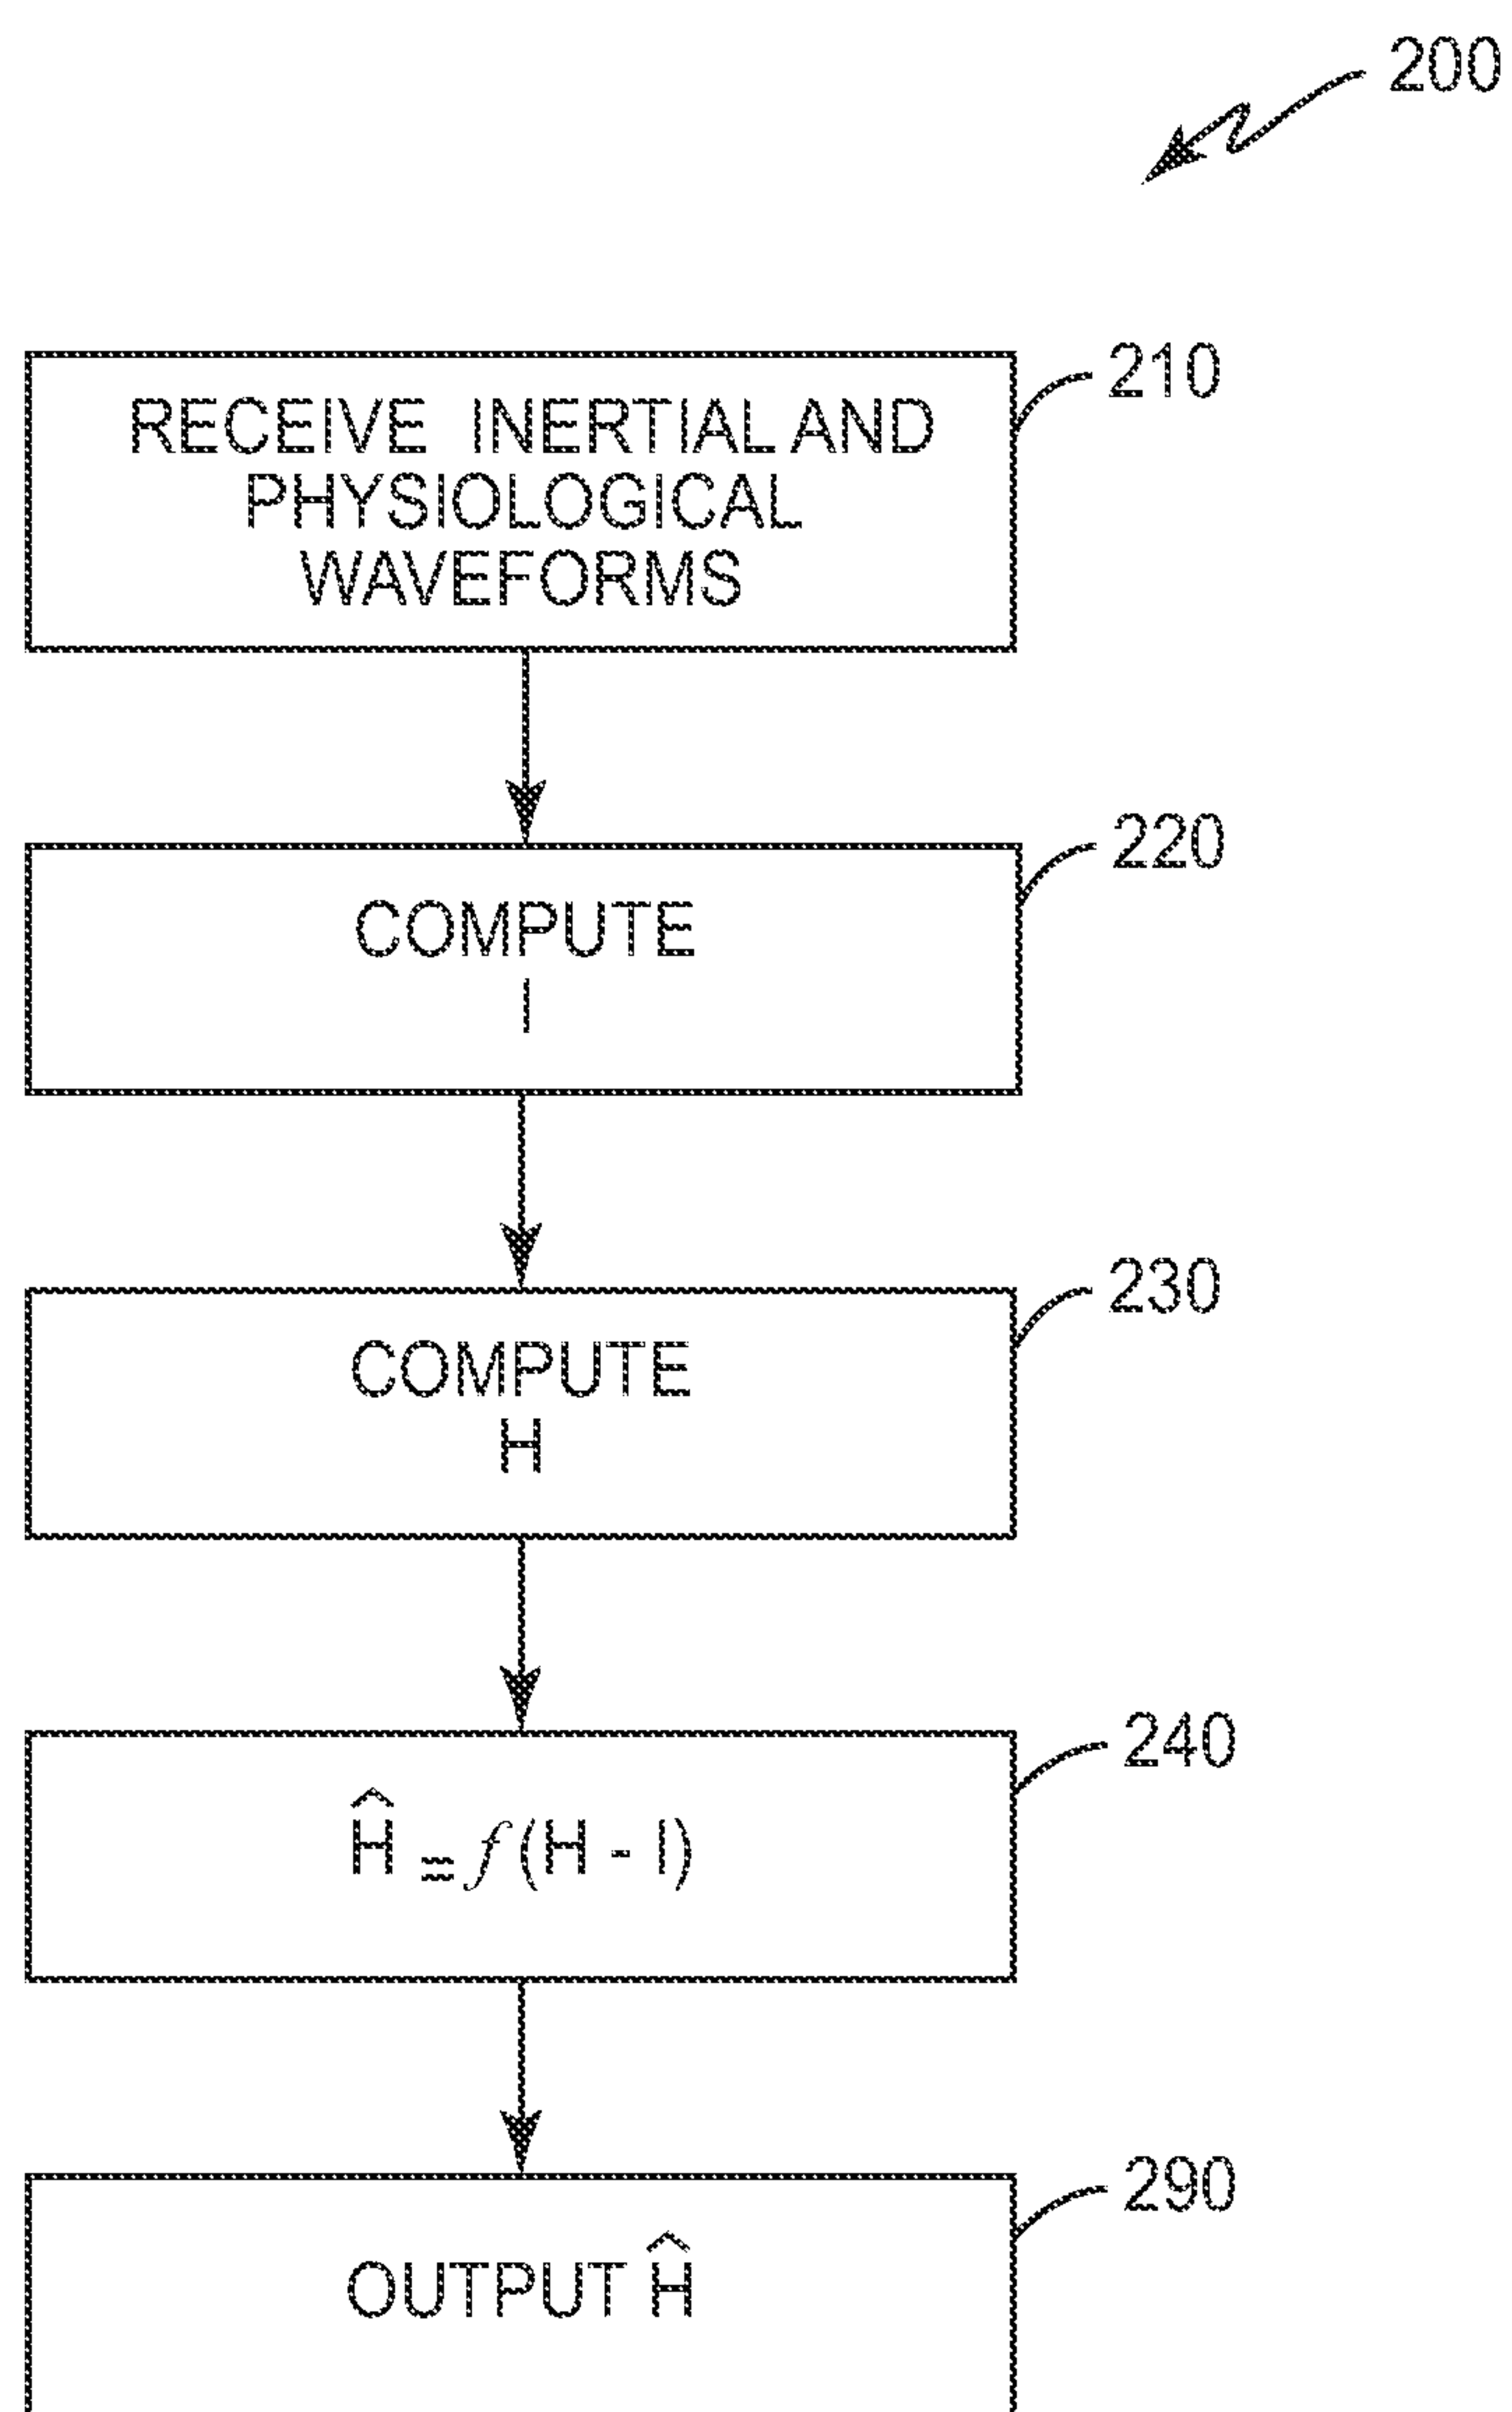 200
210
RECEIVE INERTIAL AND
PHYSIOLOGICAL
WAVEFORMS
220
COMPUTE
I
230
COMPUTE
H
240
Ĥ = f(H - I)
290
OUTPUT Ĥ